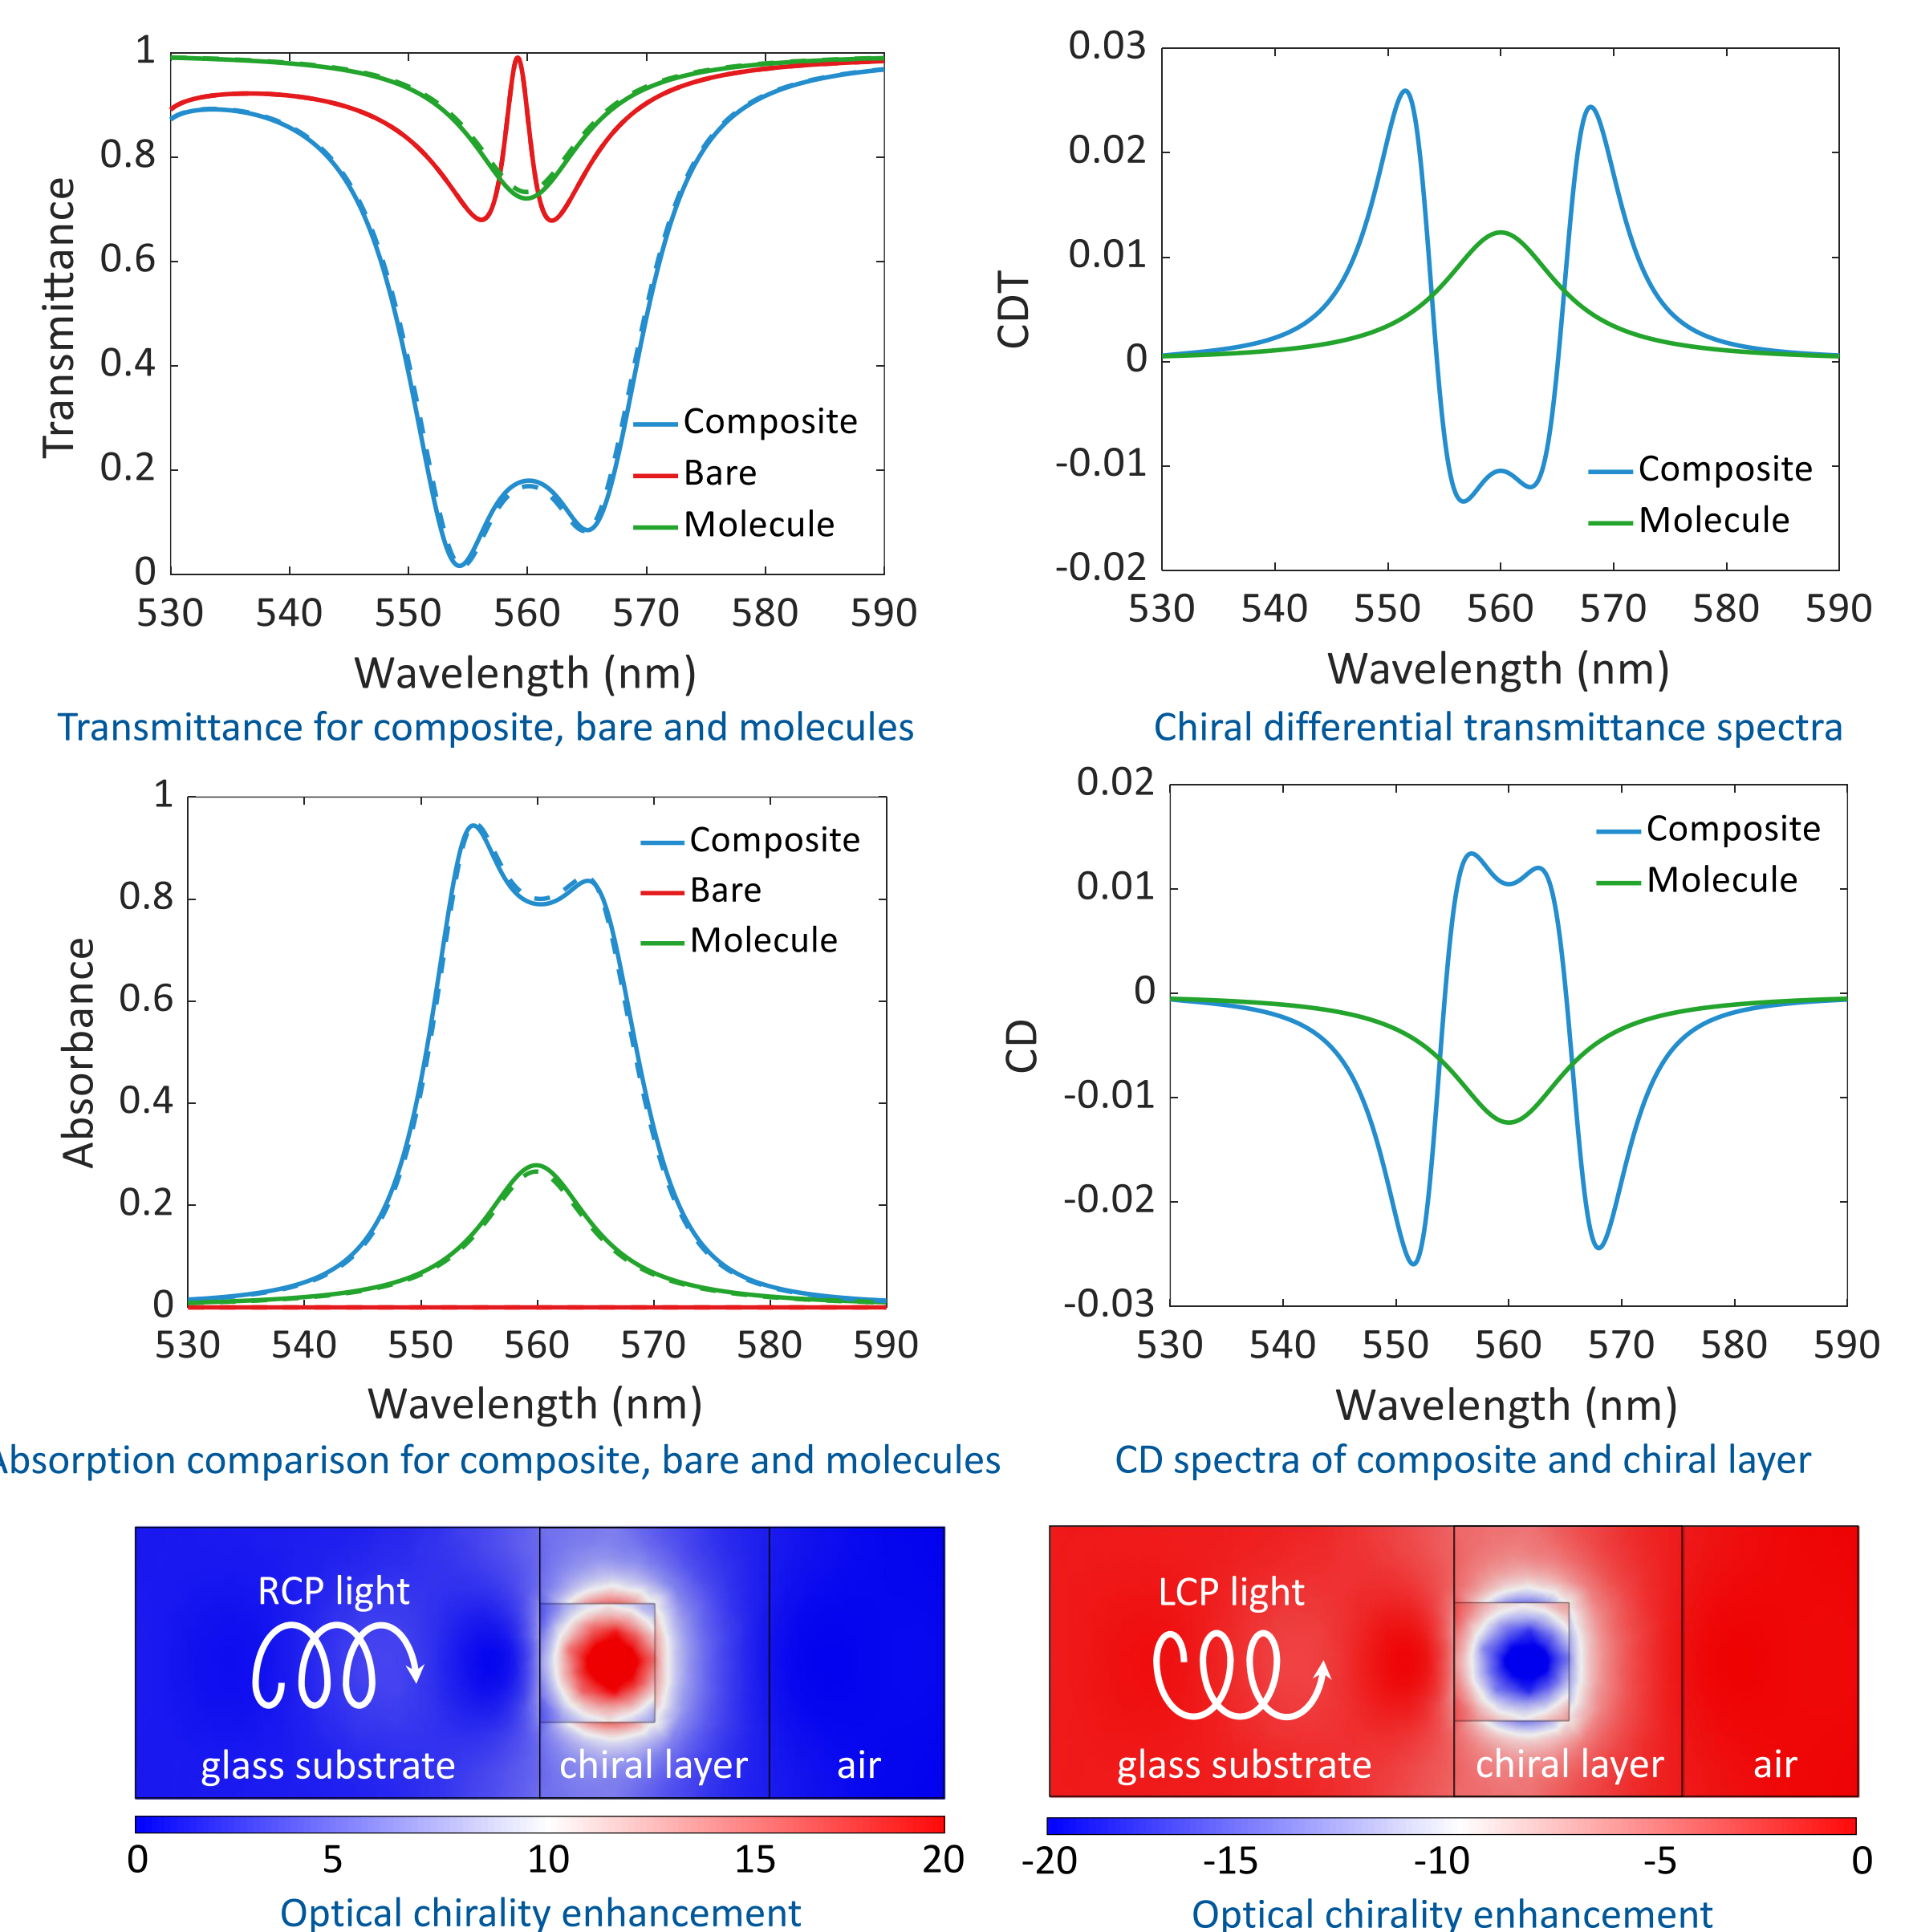 1
0.8
0.6
0.4
0.2
0
Transmittance
Composite
Bare
Molecule
530 540 550 560 570 580 590
Wavelength (nm)
Transmittance for composite, bare and molecules
0.03
0.02
0.01
0
-0.01
-0.02
CDT
Composite
Molecule
530 540 550 560 570 580 590
Wavelength (nm)
Chiral differential transmittance spectra
1
0.8
0.6
0.4
0.2
0
Absorbance
Composite
Bare
Molecule
530 540 550 560 570 580 590
Wavelength (nm)
Absorption comparison for composite, bare and molecules
0.02
0.01
0
-0.01
-0.02
-0.03
CD
Composite
Molecule
530 540 550 560 570 580 590
Wavelength (nm)
CD spectra of composite and chiral layer
RCP light
glass substrate chiral layer air
0 5 10 15 20
Optical chirality enhancement
LCP light
glass substrate chiral layer air
-20 -15 -10 -5 0
Optical chirality enhancement